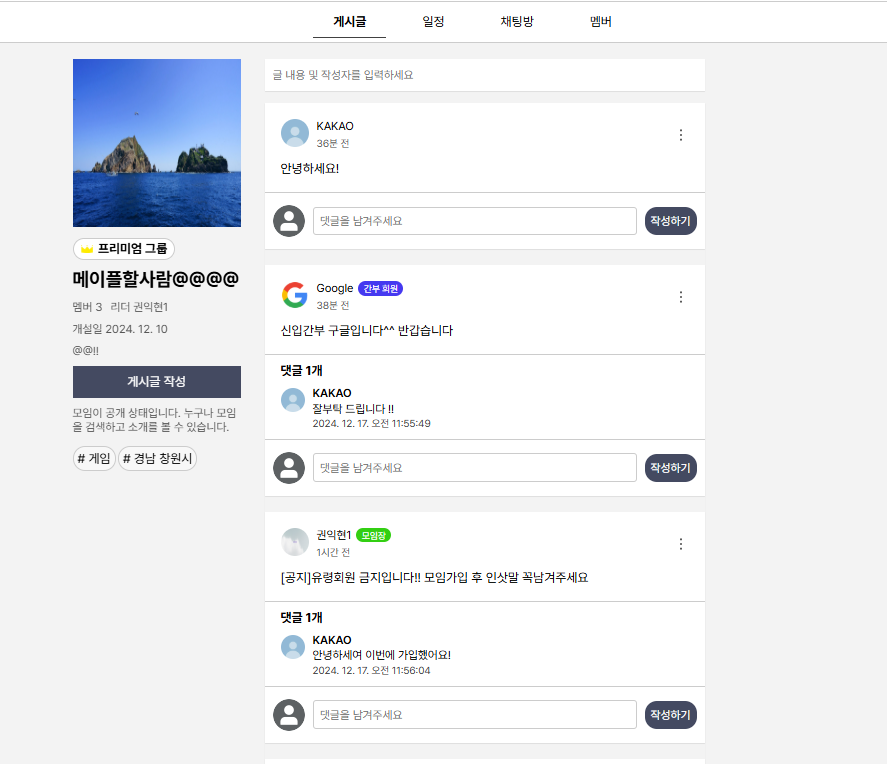 게시글 일정 채팅방 멤버
프리미엄 그룹
메이플할사람@@@@
멤버 3 리더 권익현1
개설일 2024. 12. 10
@@!!
게시글 작성
모임이 공개 상태입니다. 누구나 모임
을 검색하고 소개를 볼 수 있습니다.
# 게임 # 경남 창원시
글 내용 및 작성자를 입력하세요
KAKAO
36분 전
안녕하세요!
댓글을 남겨주세요 작성하기
Google 간부 회원
38분 전
신입간부 구글입니다^^ 반갑습니다
댓글 1개
KAKAO
잘부탁 드립니다 !!
2024. 12. 17. 오전 11:55:49
댓글을 남겨주세요 작성하기
권익현1 모임장
1시간 전
[공지]유령회원 금지입니다!! 모임가입 후 인삿말 꼭남겨주세요
댓글 1개
KAKAO
안녕하세여 이번에 가입했어요!
2024. 12. 17. 오전 11:56:04
댓글을 남겨주세요 작성하기